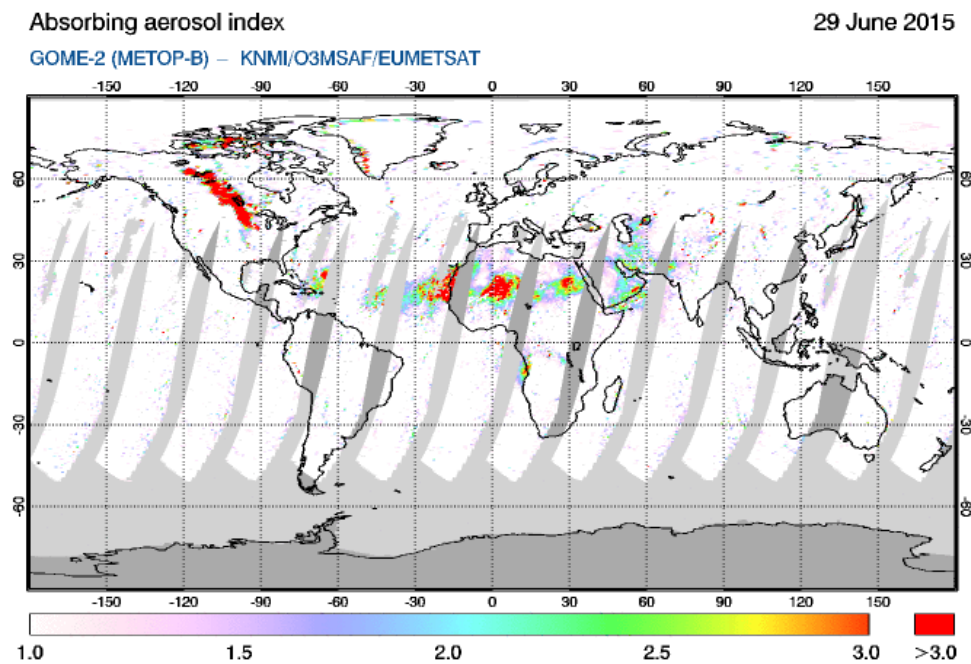 Absorbing aerosol index
29 June 2015
GOME-2 (METOP-B) – KNMI/O3MSAF/EUMETSAT
-150 -120 -90 -60 -30 0 30 60 90 120 150
60 60
30 30
0 0
-30 -30
-60 -60
-150 -120 -90 -60 -30 0 30 60 90 120 150
1.0 1.5 2.0 2.5 3.0 >3.0